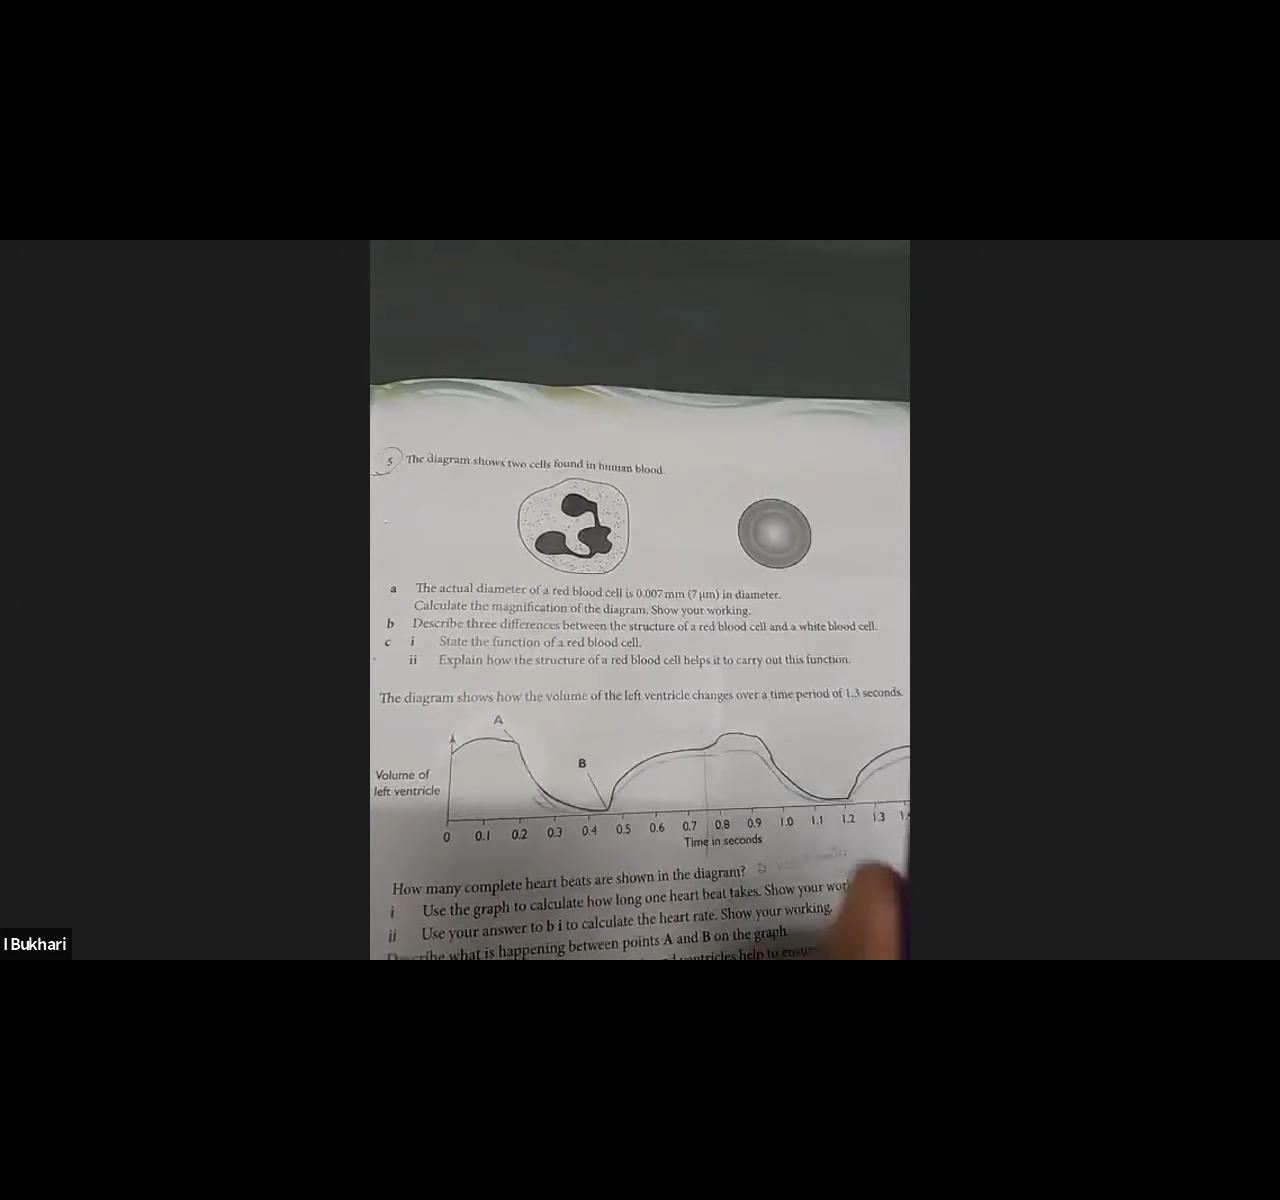 5 The diagram shows two cells found in human blood.
a The actual diameter of a red blood cell is 0.007 mm (7 µm) in diameter.
Calculate the magnification of the diagram. Show your working.
b Describe three differences between the structure of a red blood cell and a white blood cell.
c i State the function of a red blood cell.
ii Explain how the structure of a red blood cell helps it to carry out this function.
The diagram shows how the volume of the left ventricle changes over a time period of 1.3 seconds.
A
B
Volume of
left ventricle
0 0.1 0.2 0.3 0.4 0.5 0.6 0.7 0.8 0.9 1.0 1.1 1.2 1.3
Time in seconds
How many complete heart beats are shown in the diagram?
i Use the graph to calculate how long one heart beat takes. Show your
ii Use your answer to b i to calculate the heart rate. Show your working.
what is happening between points A and B on the graph.
help to
I Bukhari